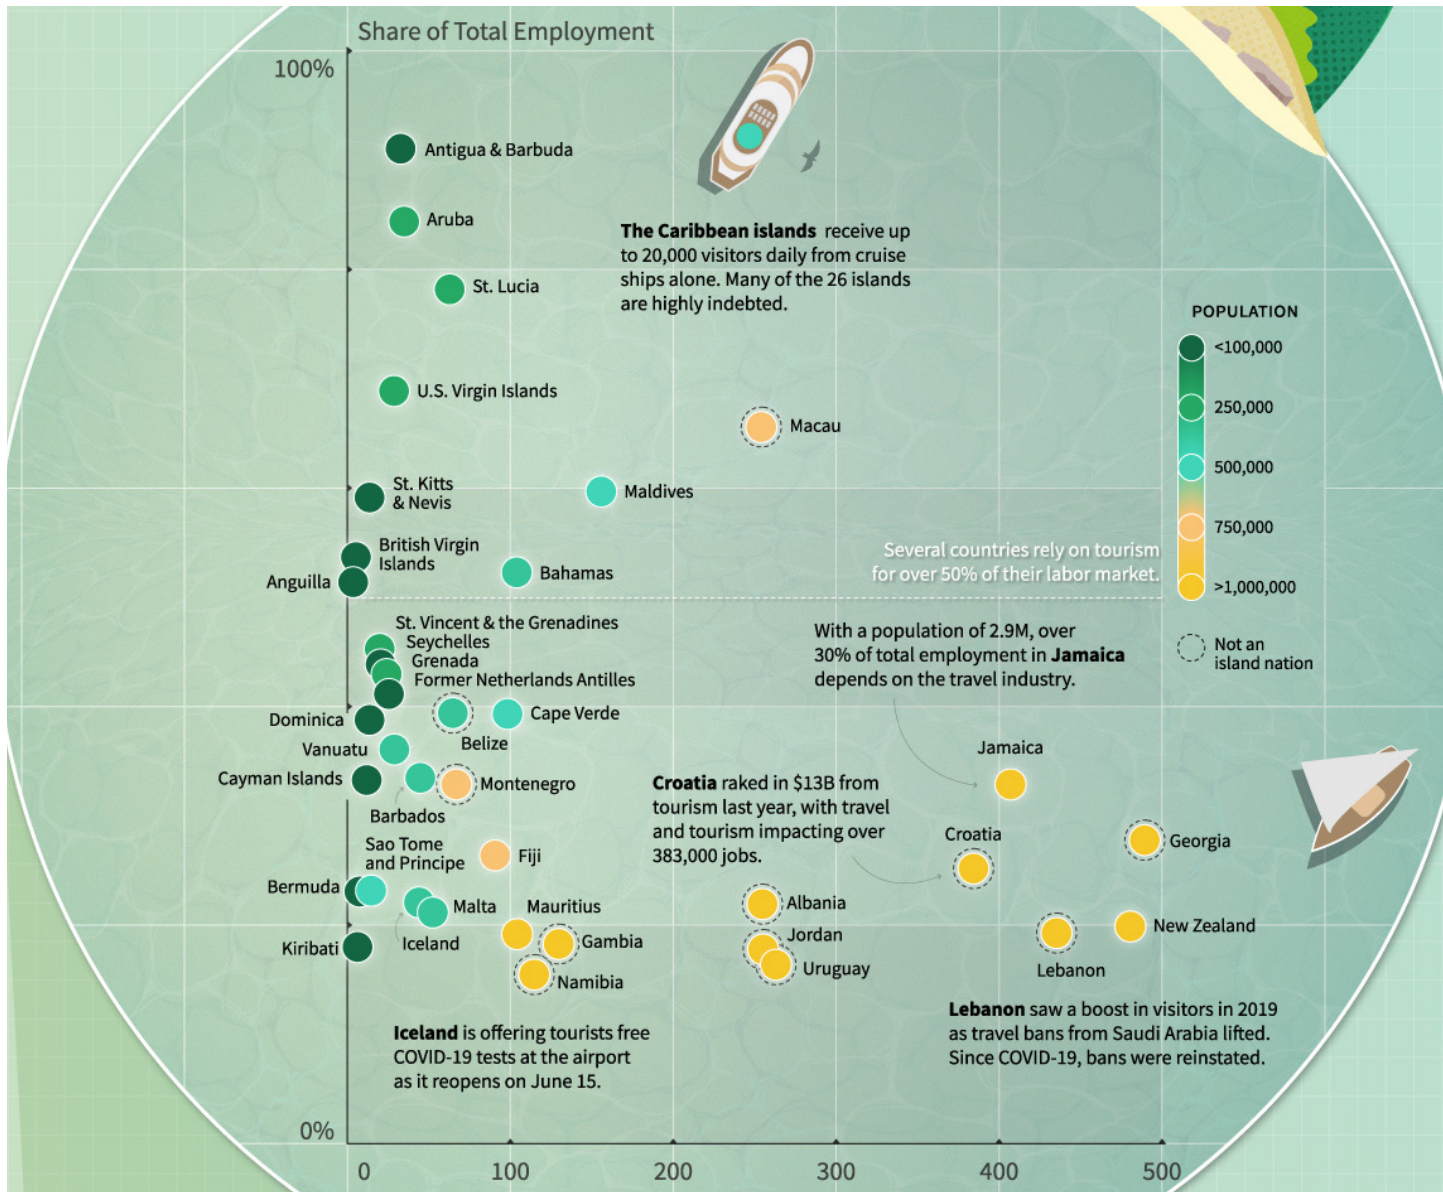 Share of Total Employment
100%
Antigua & Barbuda
Aruba
The Caribbean islands receive up
to 20,000 visitors daily from cruise
ships alone. Many of the 26 islands
are highly indebted.
St. Lucia
POPULATION
<100,000
250,000
500,000
750,000
>1,000,000
Not an
island nation
U.S. Virgin Islands
Macau
St. Kitts
& Nevis
Maldives
British Virgin
Islands
Anguilla
Bahamas
Several countries rely on tourism
for over 50% of their labor market.
St. Vincent & the Grenadines
Seychelles
Grenada
Former Netherlands Antilles
With a population of 2.9M, over
30% of total employment in Jamaica
depends on the travel industry.
Dominica
Cape Verde
Belize
Vanuatu
Jamaica
Cayman Islands
Montenegro
Barbados
Croatia raked in $13B from
tourism last year, with travel
and tourism impacting over
383,000 jobs.
Croatia
Georgia
Sao Tome
and Principe
Fiji
Bermuda
Malta
Mauritius
Albania
Iceland
Gambia
Jordan
New Zealand
Kiribati
Namibia
Uruguay
Lebanon
Lebanon saw a boost in visitors in 2019
as travel bans from Saudi Arabia lifted.
Since COVID-19, bans were reinstated.
Iceland is offering tourists free
COVID-19 tests at the airport
as it reopens on June 15.
0%
0
100
200
300
400
500